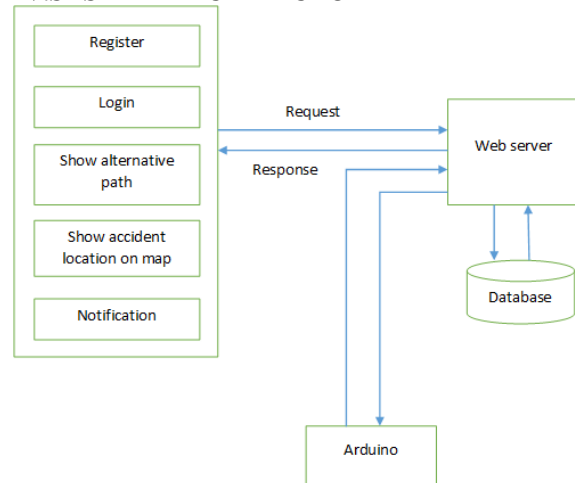 Register
Login
Show alternative
path
Show accident
location on map
Notification
Request
Response
Web server
Database
Arduino